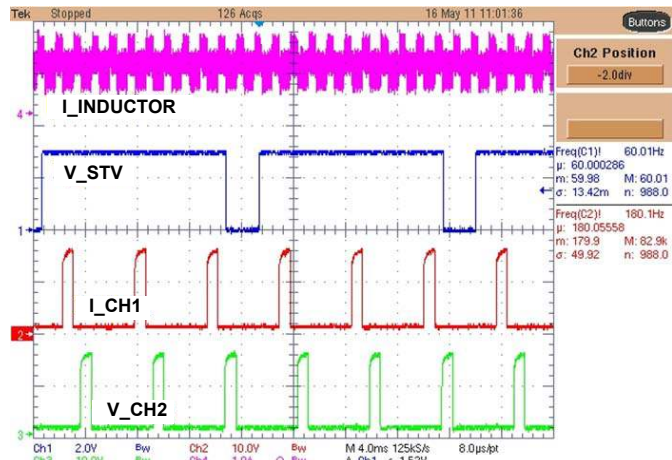 Tek Stopped 126 Acqs 16 May 11 11:01:36
Buttons
Ch2 Position
-2.0div
I_INDUCTOR
4
Freq(C1)! 60.01Hz
µ: 60.000286
m: 59.98 M: 60.01
σ: 13.42m n: 988.0
V_STV
1
Freq(C2)! 180.1Hz
µ: 180.05558
m: 179.9 M: 82.9k
σ: 49.92 n: 988.0
I_CH1
2
V_CH2
3
Ch1 2.0V Bw Ch2 10.0V Bw M 4.0ms 125kS/s 8.0µs/pt